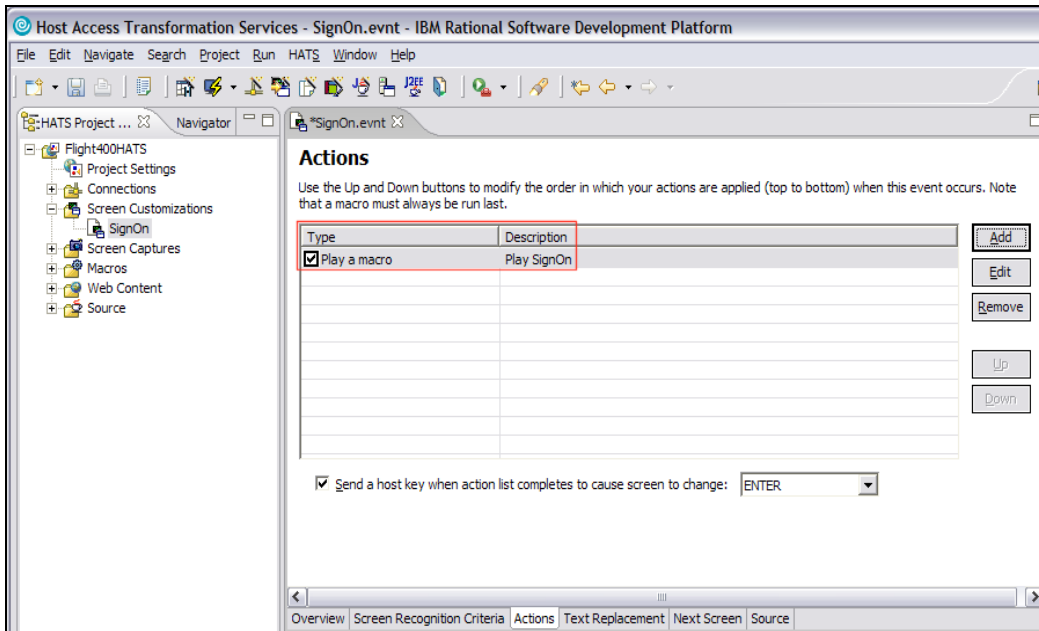 Host Access Transformation Services - SignOn.evnt - IBM Rational Software Development Platform
File Edit Navigate Search Project Run HATS Window Help
HATS Project ... Navigator
*SignOn.evnt
Flight400HATS
Project Settings
Connections
Screen Customizations
SignOn
Screen Captures
Macros
Web Content
Source
Actions
Use the Up and Down buttons to modify the order in which your actions are applied (top to bottom) when this event occurs. Note
that a macro must always be run last.
Type Description
Play a macro Play SignOn
Add
Edit
Remove
Up
Down
Send a host key when action list completes to cause screen to change: ENTER
Overview Screen Recognition Criteria Actions Text Replacement Next Screen Source